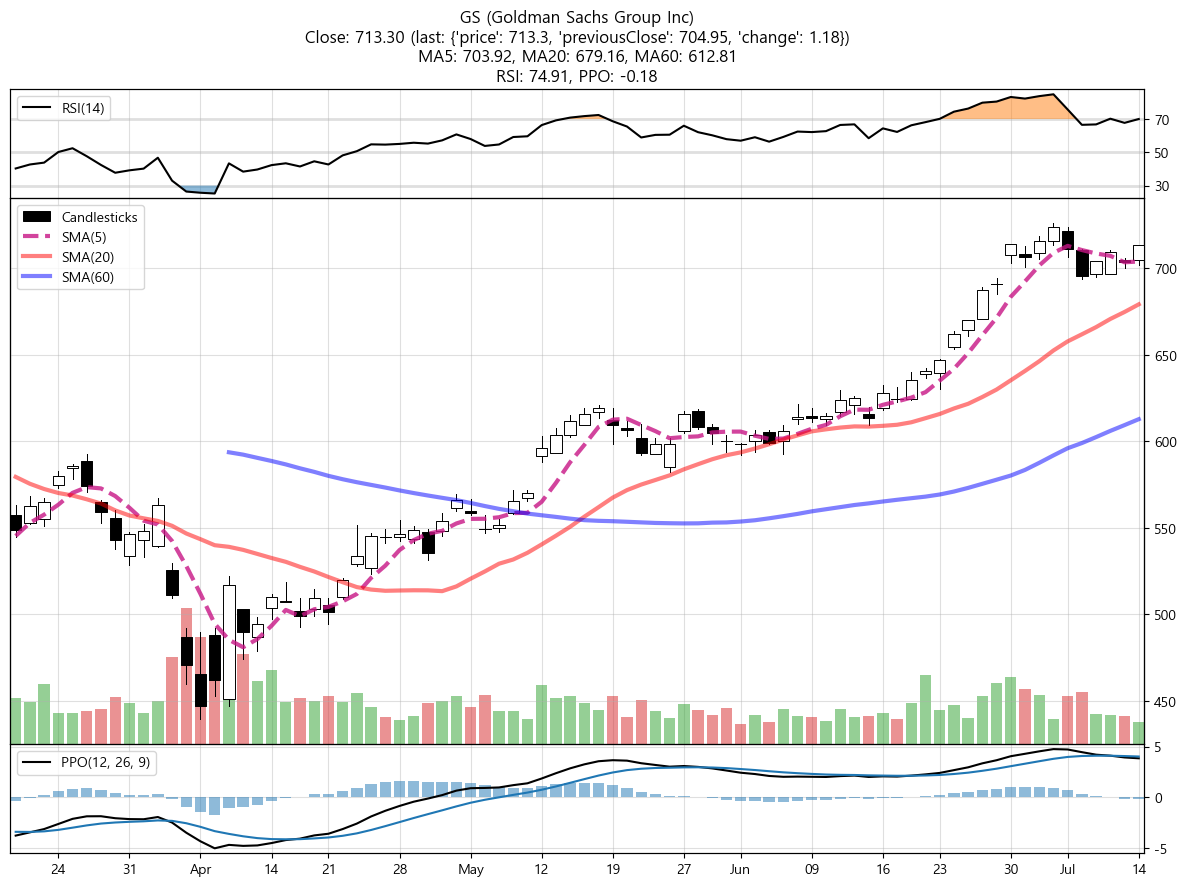 GS (Goldman Sachs Group Inc)
Close: 713.30 (last: {'price': 713.3, 'previousClose': 704.95, 'change': 1.18})
MA5: 703.92, MA20: 679.16, MA60: 612.81
RSI: 74.91, PPO: -0.18
RSI(14)
70
50
30
Candlesticks
SMA(5)
SMA(20)
SMA(60)
700
650
600
550
500
450
PPO(12, 26, 9)
5
0
-5
24 31 Apr 14 21 28 May 12 19 27 Jun 09 16 23 30 Jul 14